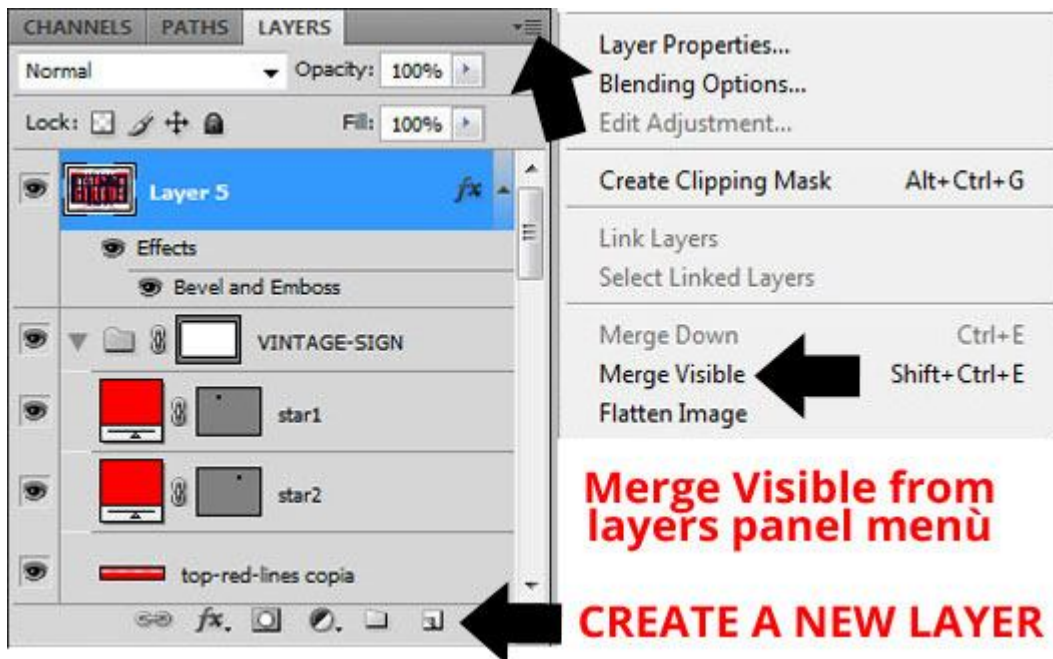 CHANNELS PATHS LAYERS
Normal Opacity: 100%
Lock: Fill: 100%
Layer 5 fx
Effects
Bevel and Emboss
VINTAGE-SIGN
star1
star2
top-red-lines copia
fx.
Layer Properties...
Blending Options...
Edit Adjustment...
Create Clipping Mask Alt+Ctrl+G
Link Layers
Select Linked Layers
Merge Down Ctrl+E
Merge Visible Shift+Ctrl+E
Flatten Image
Merge Visible from
layers panel menù
CREATE A NEW LAYER